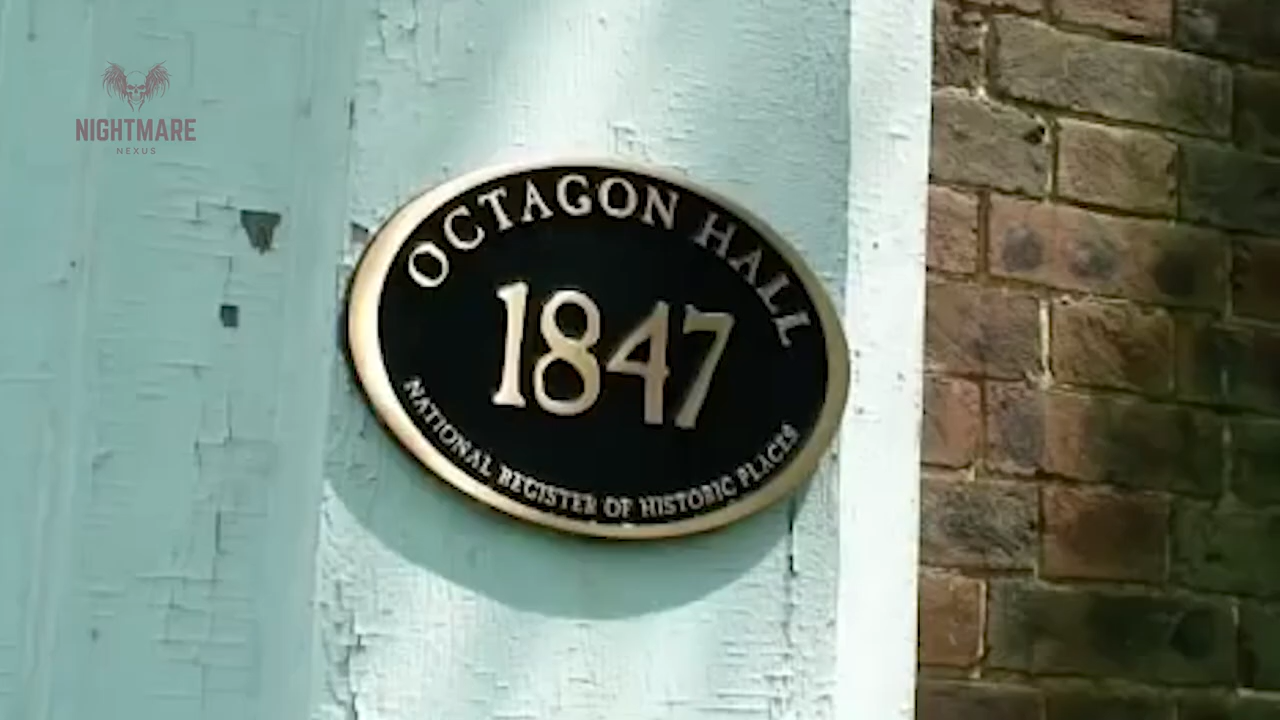 NIGHTMARE
NEXUS
OCTAGON HALL
1847
NATIONAL REGISTER OF HISTORIC PLACES